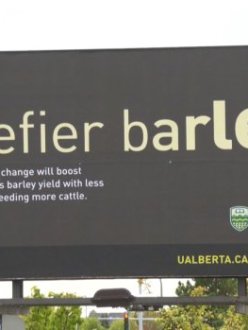 efier barle
change will boost
s barley yield with less
eeding more cattle.
UALBERTA.CA